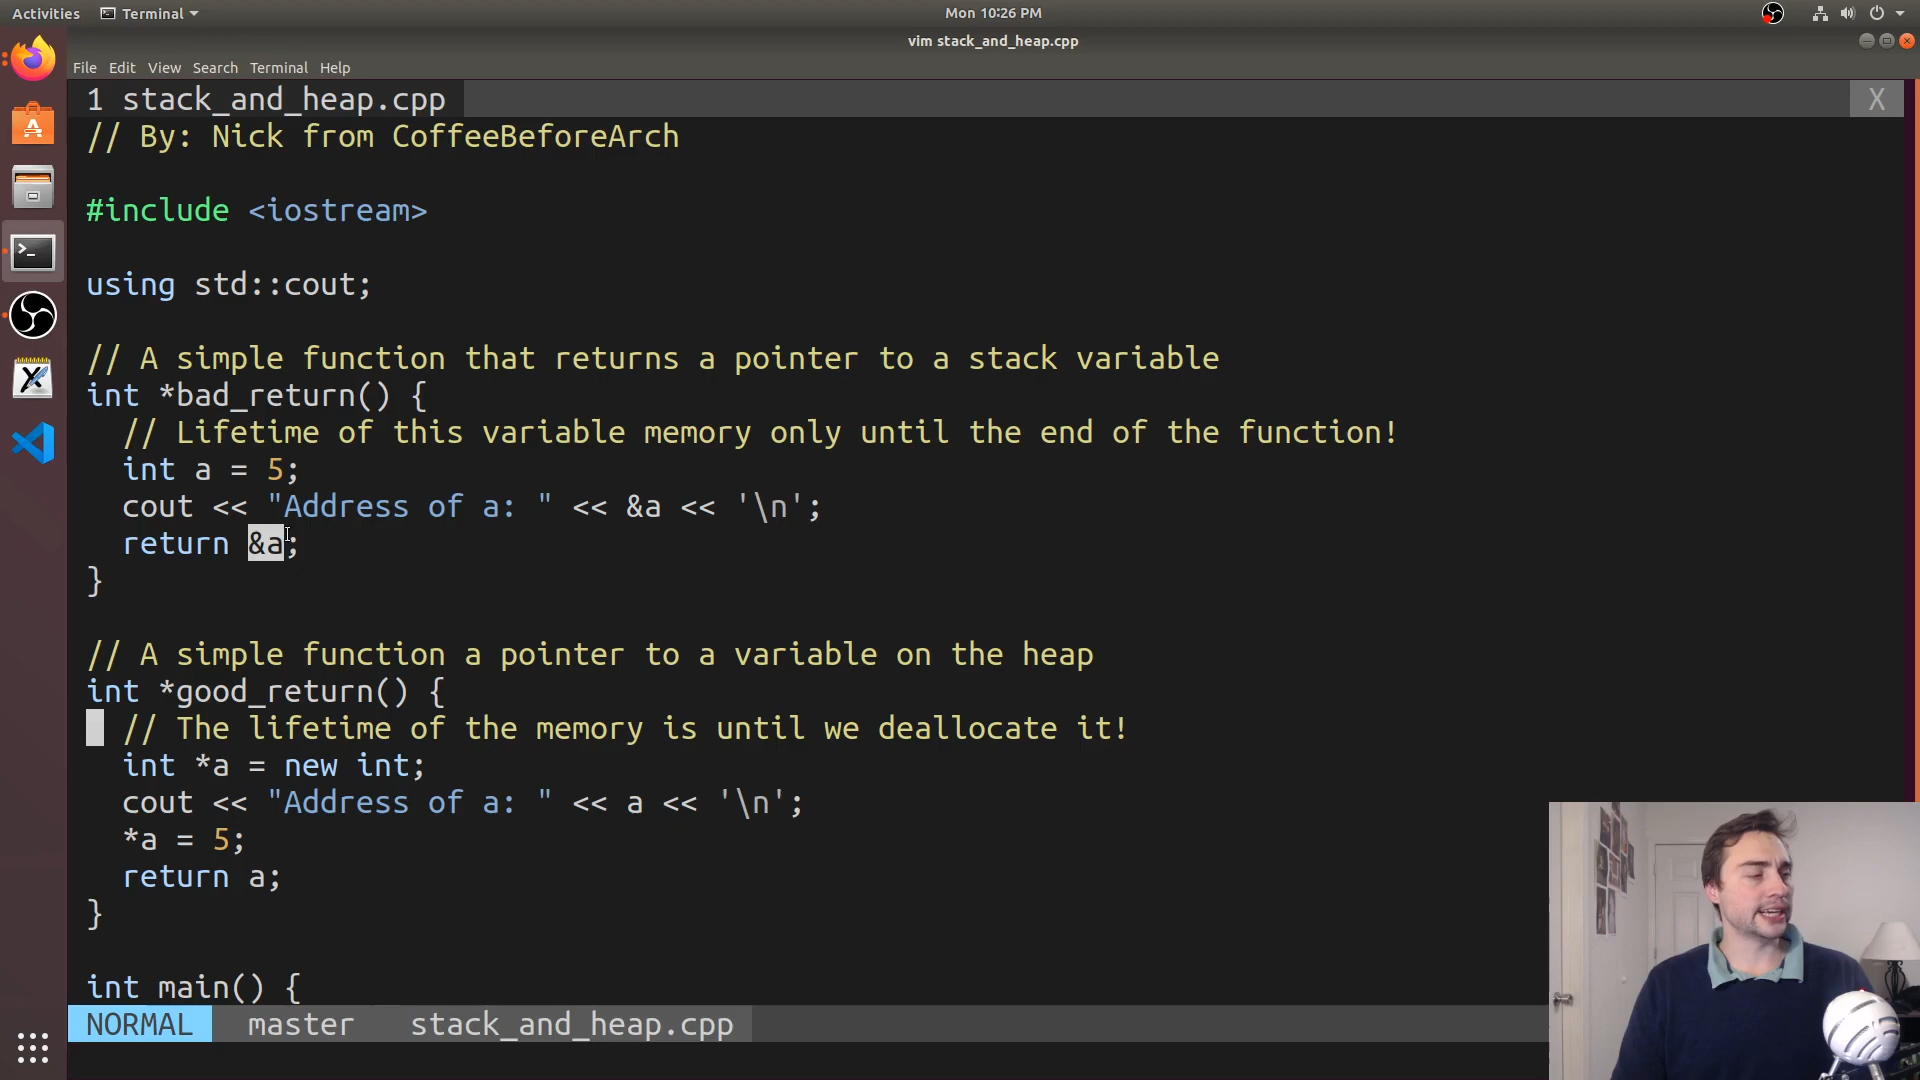 Activities Terminal Mon 10:26 PM
vim stack_and_heap.cpp
File Edit View Search Terminal Help
1 stack_and_heap.cpp X
// By: Nick from CoffeeBeforeArch
#include <iostream>
using std::cout;
// A simple function that returns a pointer to a stack variable
int *bad_return() {
// Lifetime of this variable memory only until the end of the function!
int a = 5;
cout << "Address of a: " << &a << '\n';
return &a;
}
// A simple function a pointer to a variable on the heap
int *good_return() {
// The lifetime of the memory is until we deallocate it!
int *a = new int;
cout << "Address of a: " << a << '\n';
*a = 5;
return a;
}
int main() {
NORMAL master stack_and_heap.cpp